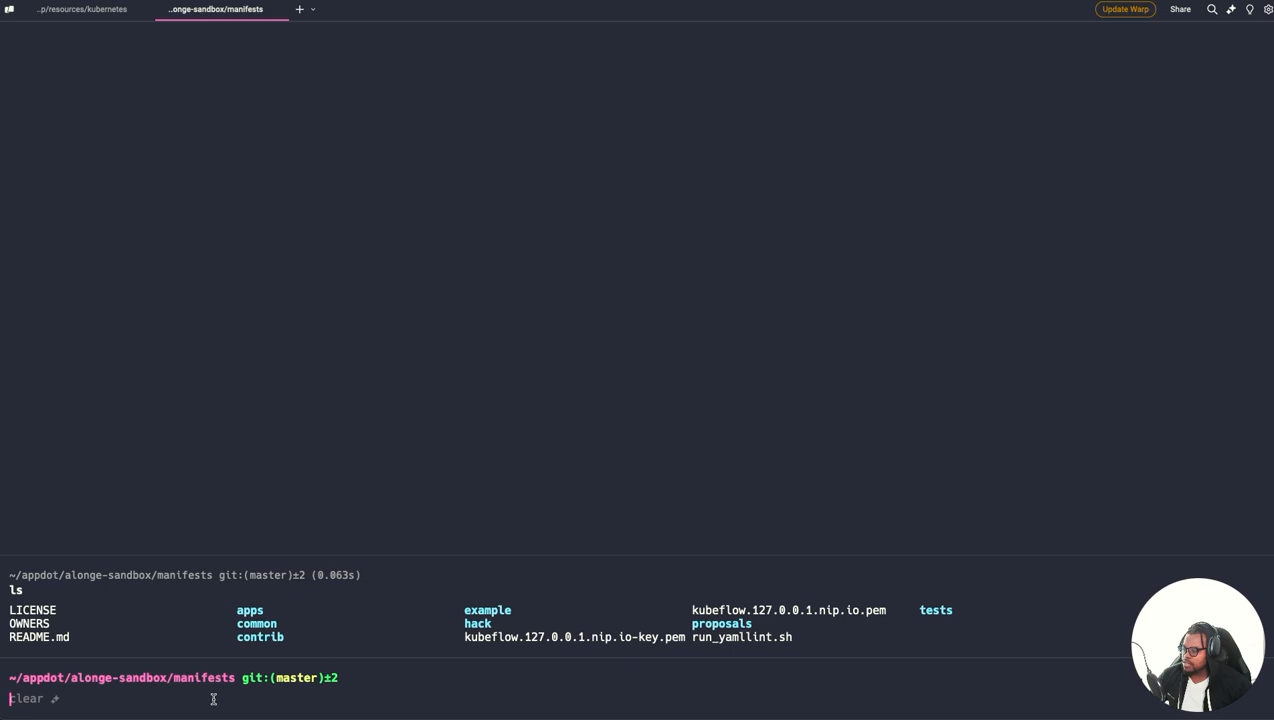 ..p/resources/kubernetes
..onge-sandbox/manifests
Update Warp
Share
~/appdot/alonge-sandbox/manifests git:(master)±2 (0.063s)
ls
LICENSE apps example kubeflow.127.0.0.1.nip.io.pem tests
OWNERS common hack proposals
README.md contrib kubeflow.127.0.0.1.nip.io-key.pem run_yamllint.sh
~/appdot/alonge-sandbox/manifests git:(master)±2
clear